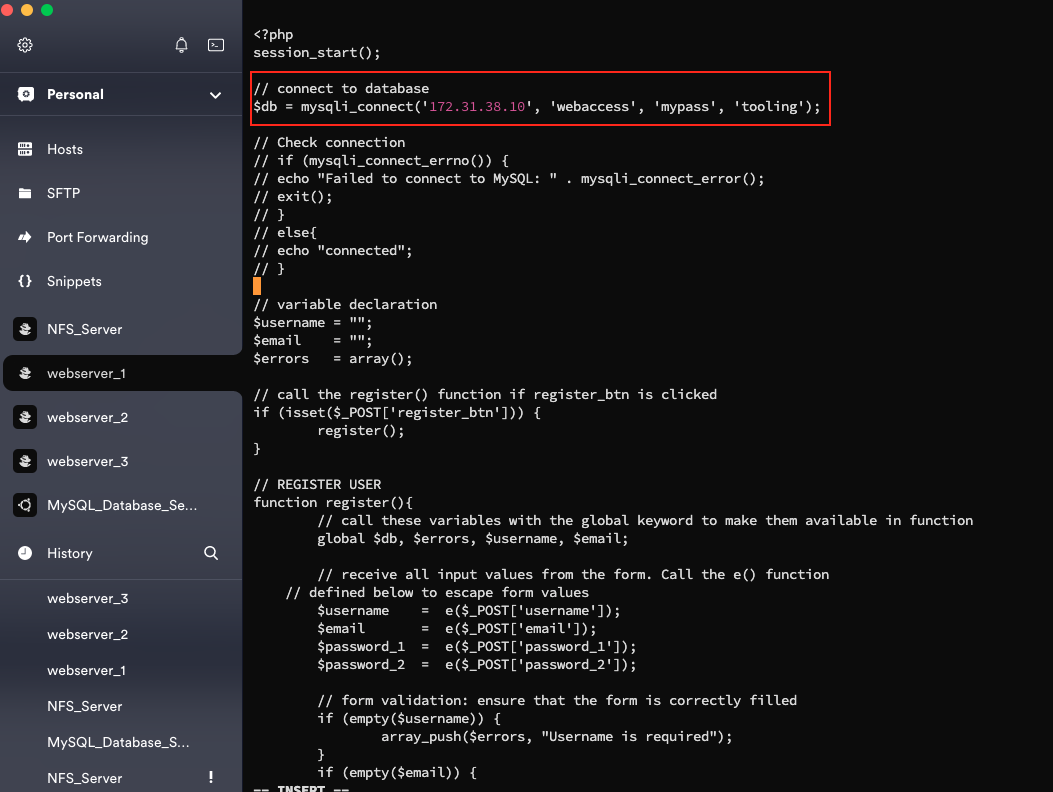 Personal
Hosts
SFTP
Port Forwarding
{} Snippets
NFS_Server
webserver_1
webserver_2
webserver_3
MySQL_Database_Se...
History
webserver_3
webserver_2
webserver_1
NFS_Server
MySQL_Database_S...
NFS_Server !
<?php
session_start();
// connect to database
$db = mysqli_connect('172.31.38.10', 'webaccess', 'mypass', 'tooling');
// Check connection
// if (mysqli_connect_errno()) {
// echo "Failed to connect to MySQL: " . mysqli_connect_error();
// exit();
// }
// else{
// echo "connected";
// }
// variable declaration
$username = "";
$email    = "";
$errors   = array();
// call the register() function if register_btn is clicked
if (isset($_POST['register_btn'])) {
        register();
}
// REGISTER USER
function register(){
        // call these variables with the global keyword to make them available in function
        global $db, $errors, $username, $email;
        // receive all input values from the form. Call the e() function
    // defined below to escape form values
        $username    =  e($_POST['username']);
        $email       =  e($_POST['email']);
        $password_1  =  e($_POST['password_1']);
        $password_2  =  e($_POST['password_2']);
        // form validation: ensure that the form is correctly filled
        if (empty($username)) {
                array_push($errors, "Username is required");
        }
        if (empty($email)) {
-- INSERT --